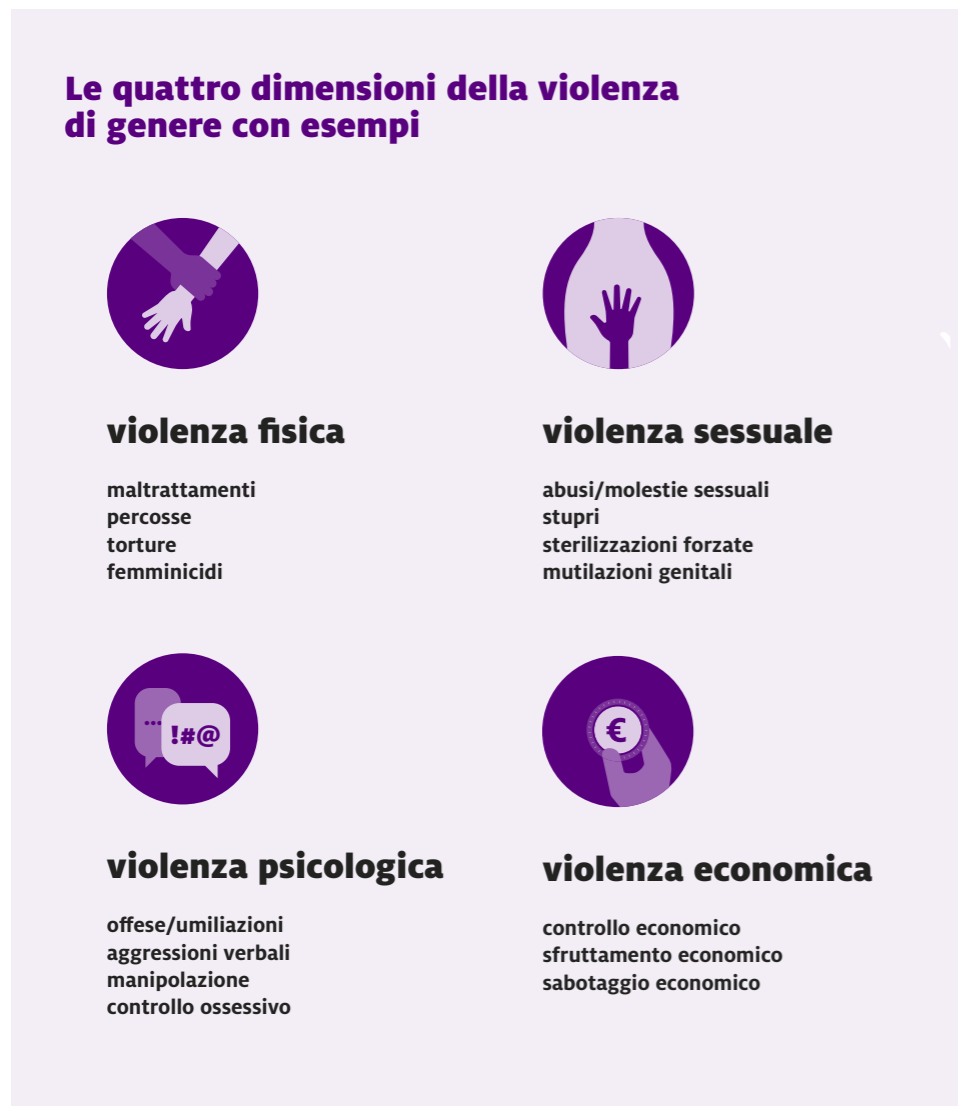 Le quattro dimensioni della violenza
di genere con esempi
violenza fisica
maltrattamenti
percosse
torture
femminicidi
violenza sessuale
abusi/molestie sessuali
stupri
sterilizzazioni forzate
mutilazioni genitali
...
!#@
violenza psicologica
offese/umiliazioni
aggressioni verbali
manipolazione
controllo ossessivo
€
violenza economica
controllo economico
sfruttamento economico
sabotaggio economico